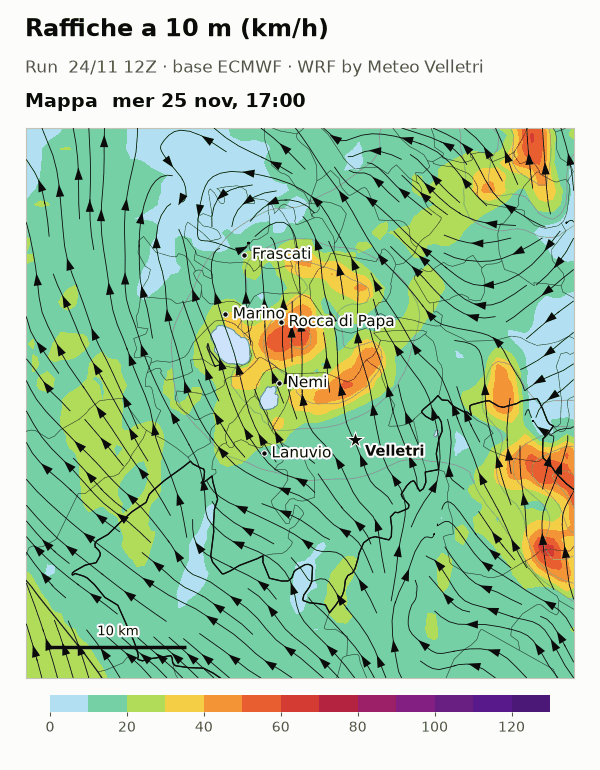 Raffiche a 10 m (km/h)
Run  24/11 12Z · base ECMWF · WRF by Meteo Velletri
Mappa  mer 25 nov, 17:00
Frascati
Marino
Rocca di Papa
Nemi
Velletri
Lanuvio
10 km
0 20 40 60 80 100 120